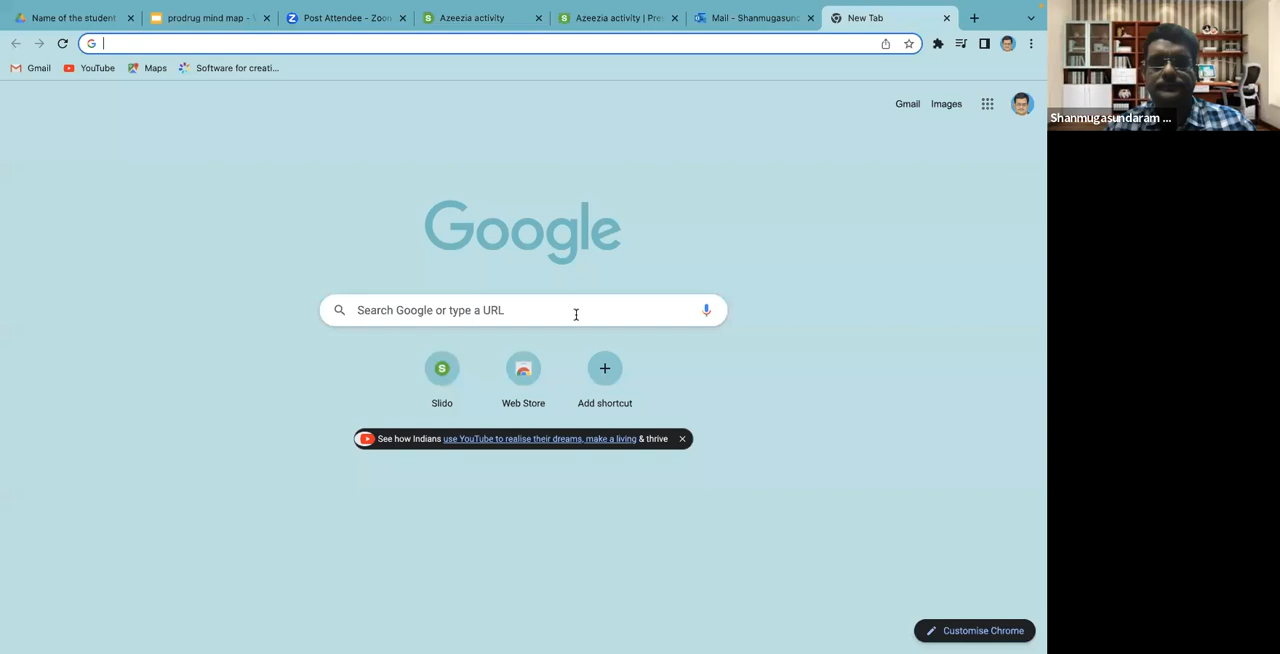 Name of the student
prodrug mind map -
Post Attendee - Zoon
Azeezia activity
Azeezia activity | Pre
Mail - Shanmugasund
New Tab
Gmail
YouTube
Maps
Software for creati...
Gmail
Images
Google
Search Google or type a URL
Slido
Web Store
Add shortcut
See how Indians use YouTube to realise their dreams, make a living & thrive
Customise Chrome
Shanmugasundaram ...